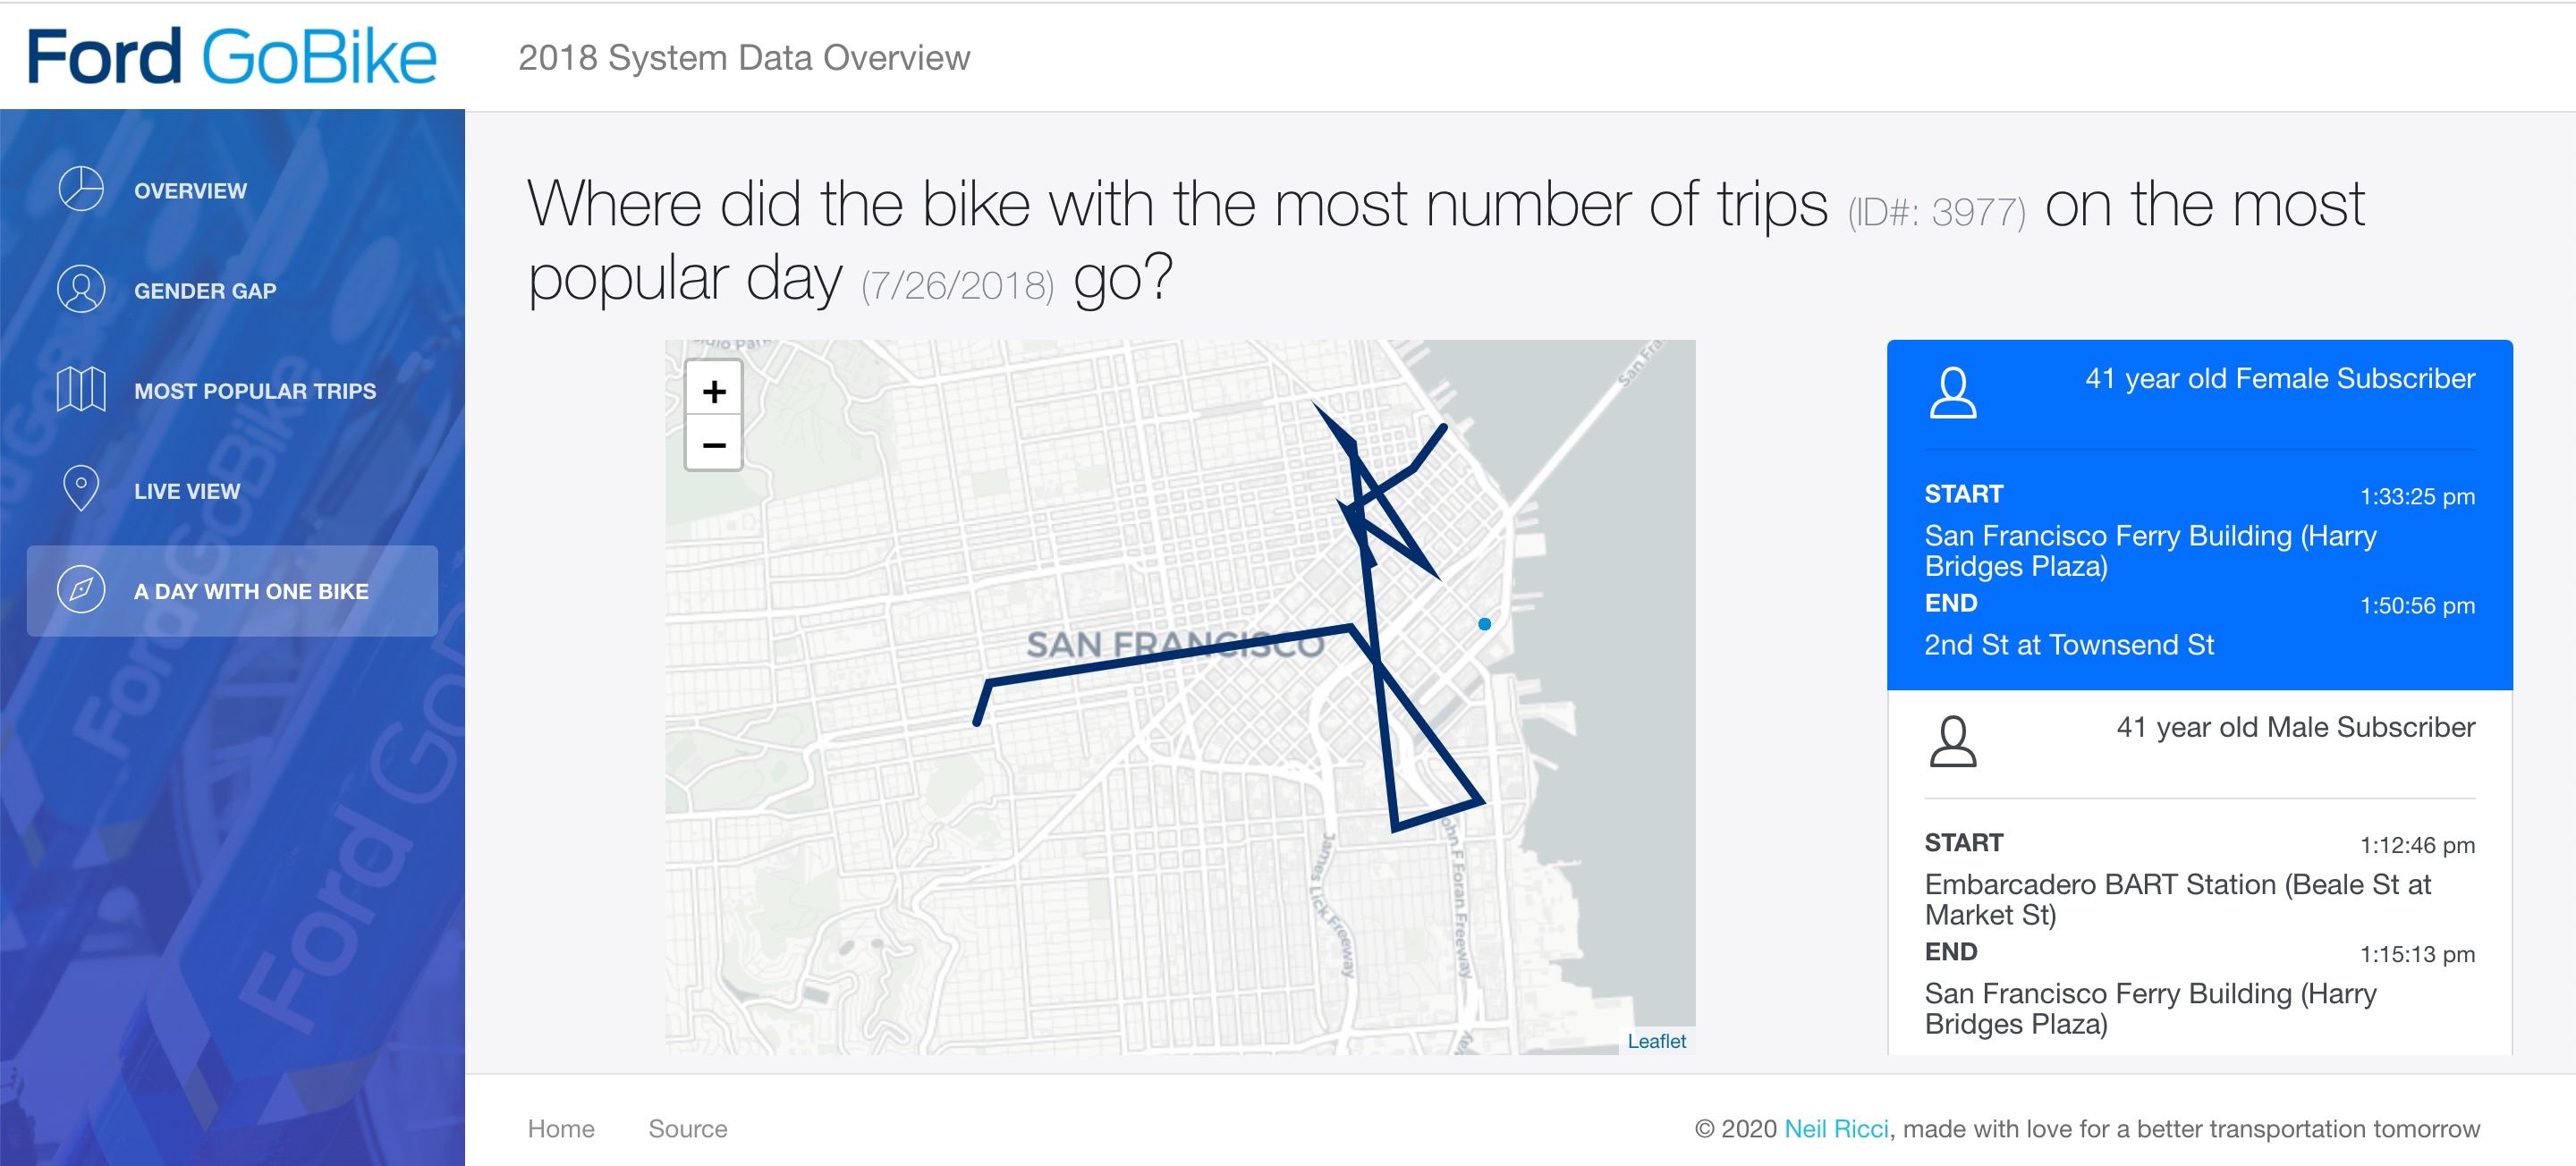 Ford GoBike
2018 System Data Overview
OVERVIEW
GENDER GAP
MOST POPULAR TRIPS
LIVE VIEW
A DAY WITH ONE BIKE
Where did the bike with the most number of trips (ID#: 3977) on the most
popular day (7/26/2018) go?
+
−
SAN FRANCISCO
James Lick Freeway
John F Foran Freeway
Leaflet
41 year old Female Subscriber
START 1:33:25 pm
San Francisco Ferry Building (Harry
Bridges Plaza)
END 1:50:56 pm
2nd St at Townsend St
41 year old Male Subscriber
START 1:12:46 pm
Embarcadero BART Station (Beale St at
Market St)
END 1:15:13 pm
San Francisco Ferry Building (Harry
Bridges Plaza)
Home Source
© 2020 Neil Ricci, made with love for a better transportation tomorrow